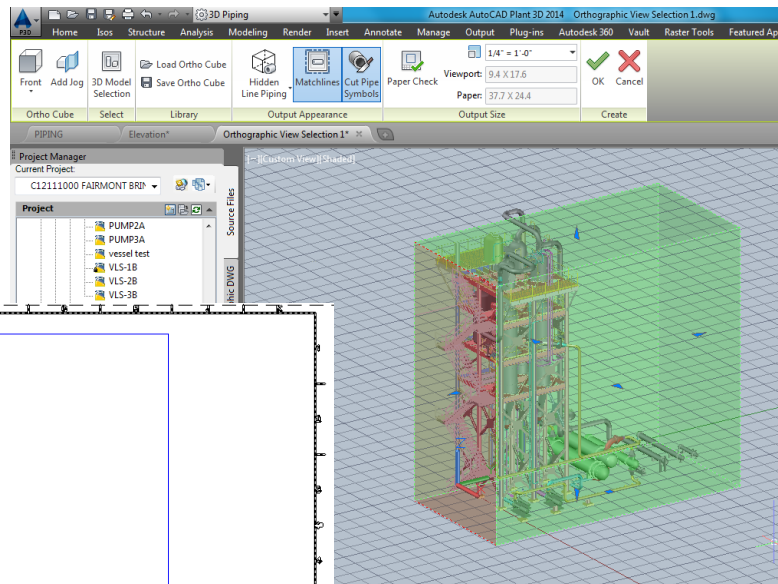 3D Piping
Autodesk AutoCAD Plant 3D 2014 Orthographic View Selection 1.dwg
P3D
Home Isos Structure Analysis Modeling Render Insert Annotate Manage Output Plug-ins Autodesk 360 Vault Raster Tools Featured Ap
Load Ortho Cube
Save Ortho Cube
1/4" = 1'-0"
Viewport: 9.4 X 17.6
Paper: 37.7 X 24.4
Front Add Jog 3D Model Selection Hidden Line Piping Matchlines Cut Pipe Symbols Paper Check OK Cancel
Ortho Cube Select Library Output Appearance Output Size Create
PIPING Elevation* Orthographic View Selection 1*
Project Manager
[-][Custom View][Shaded]
Current Project:
C12111000 FAIRMONT BRIN
Project
Source Files
PUMP2A
PUMP3A
vessel test
VLS-1B
VLS-2B
VLS-3B
hic DWG